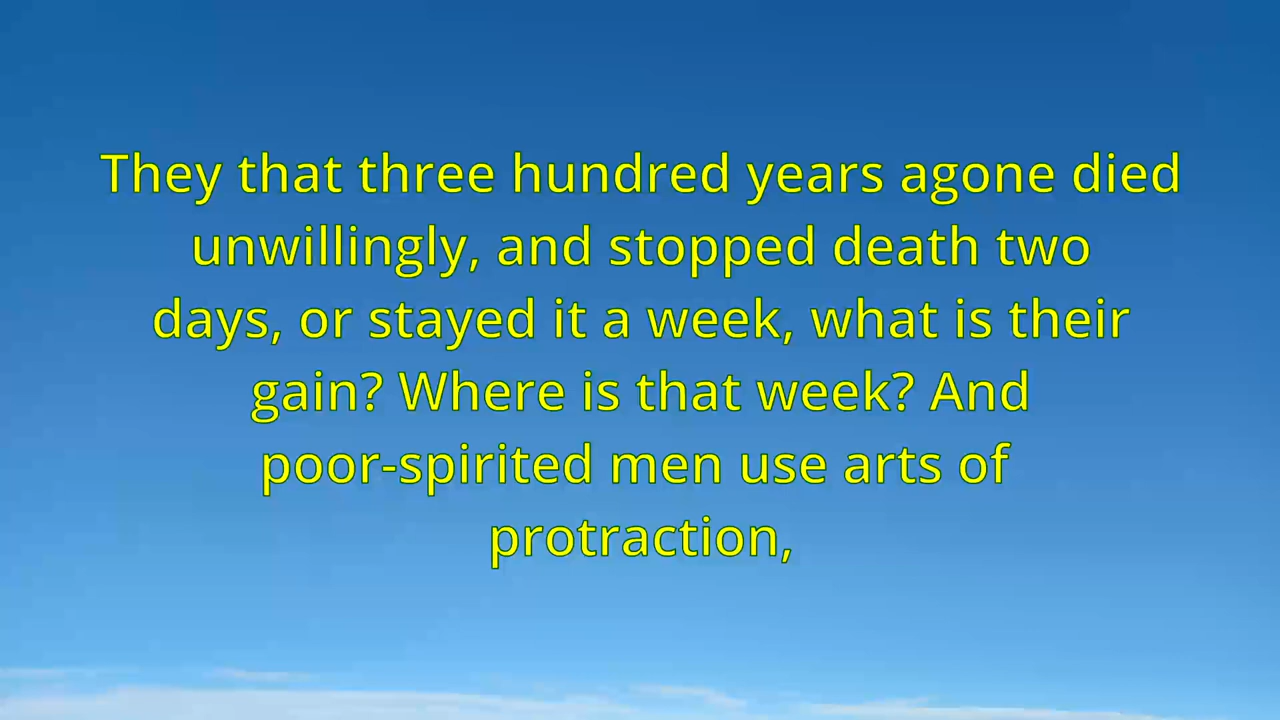 They that three hundred years agone died
unwillingly, and stopped death two
days, or stayed it a week, what is their
gain? Where is that week? And
poor-spirited men use arts of
protraction,